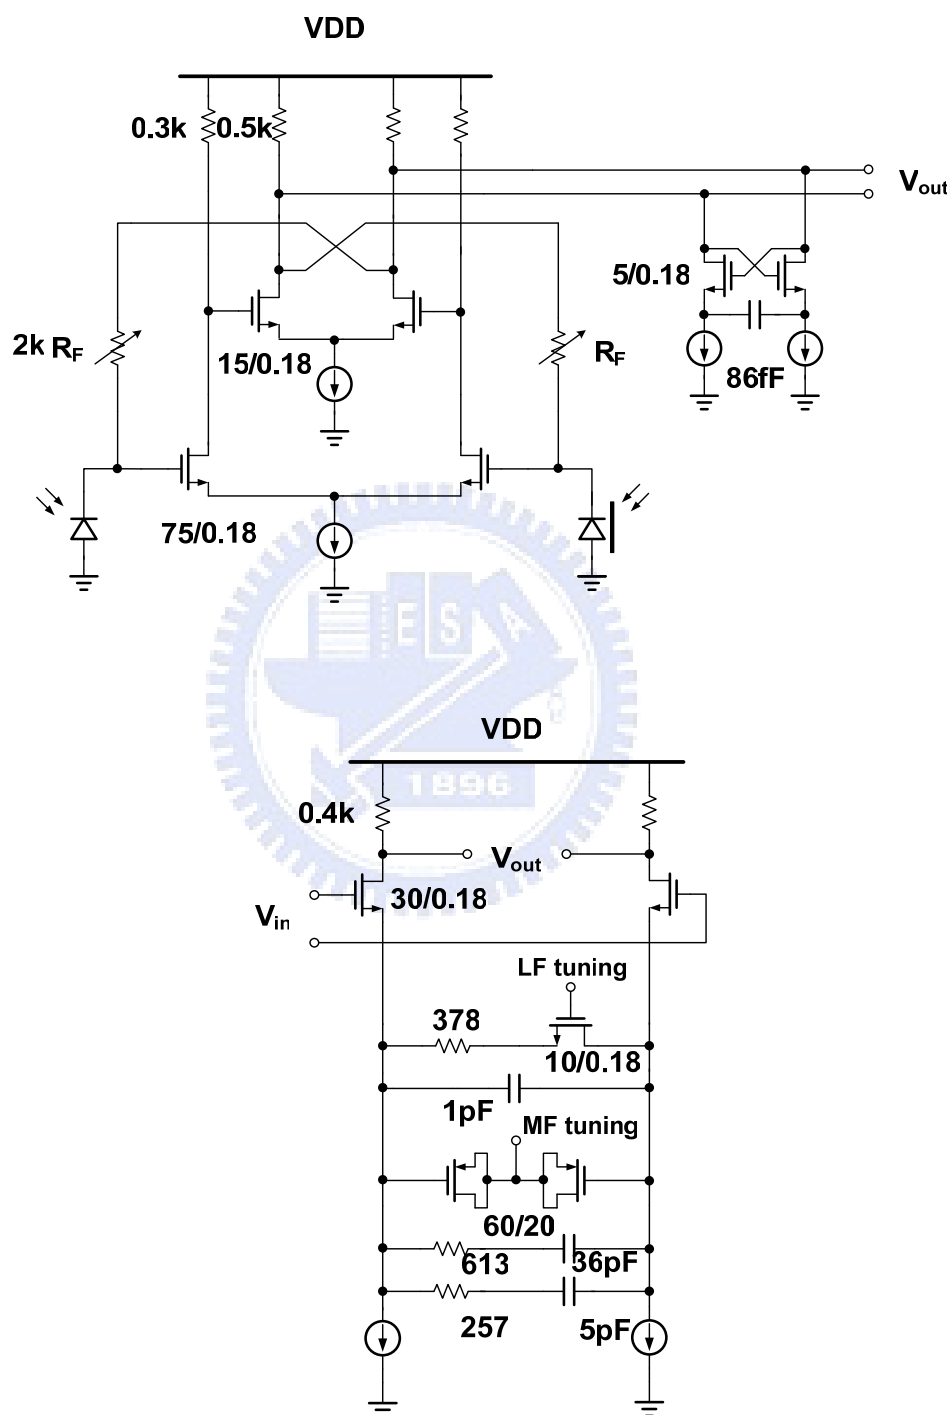 VDD
0.3k 0.5k
Vout
5/0.18
2k RF
15/0.18
RF
86fF
75/0.18
E S A
VDD
1896
0.4k
Vout
30/0.18
Vin
LF tuning
378
10/0.18
1pF
MF tuning
60/20
613
36pF
257
5pF